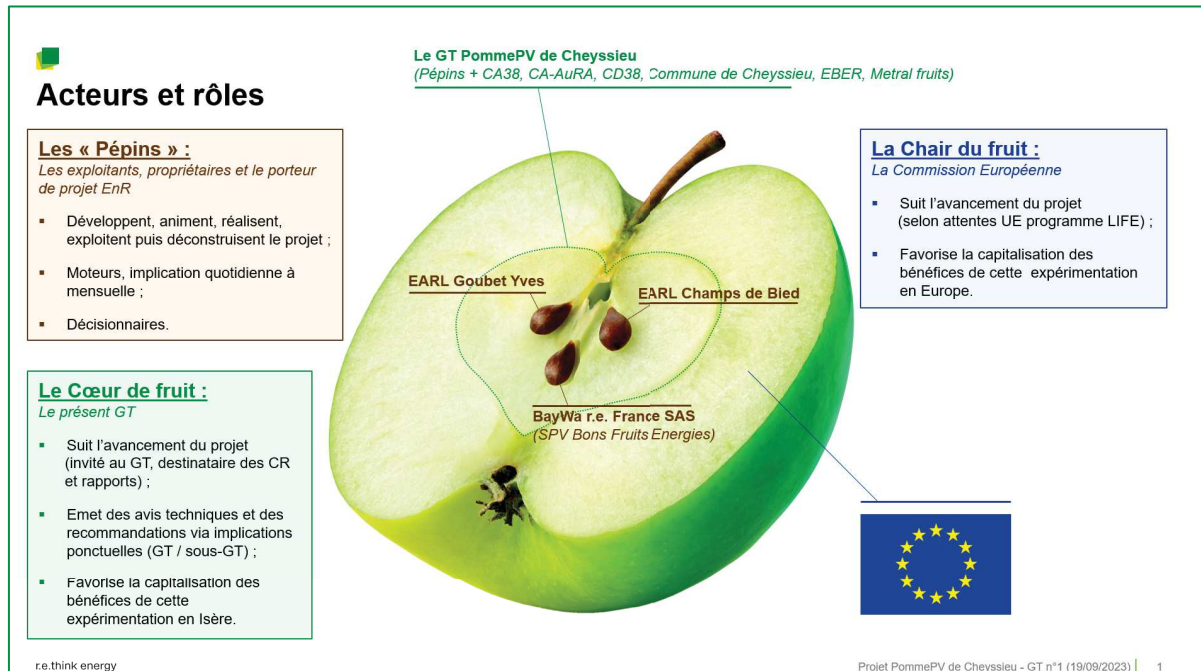 Acteurs et rôles
Le GT PommePV de Cheyssieu
(Pépins + CA38, CA-AuRA, CD38, Commune de Cheyssieu, EBER, Metral fruits)
Les « Pépins » :
Les exploitants, propriétaires et le porteur
de projet EnR
▪ Développent, animent, réalisent,
exploitent puis déconstruisent le projet ;
▪ Moteurs, implication quotidienne à
mensuelle ;
▪ Décisionnaires.
Le Cœur de fruit :
Le présent GT
▪ Suit l'avancement du projet
(invité au GT, destinataire des CR
et rapports) ;
▪ Emet des avis techniques et des
recommandations via implications
ponctuelles (GT / sous-GT) ;
▪ Favorise la capitalisation des
bénéfices de cette
expérimentation en Isère.
EARL Goubet Yves
EARL Champs de Bied
BayWa r.e. France SAS
(SPV Bons Fruits Energies)
La Chair du fruit :
La Commission Européenne
▪ Suit l'avancement du projet
(selon attentes UE programme LIFE) ;
▪ Favorise la capitalisation des
bénéfices de cette expérimentation
en Europe.
r.e.think energy
Projet PommePV de Cheyssieu - GT n°1 (19/09/2023) 1